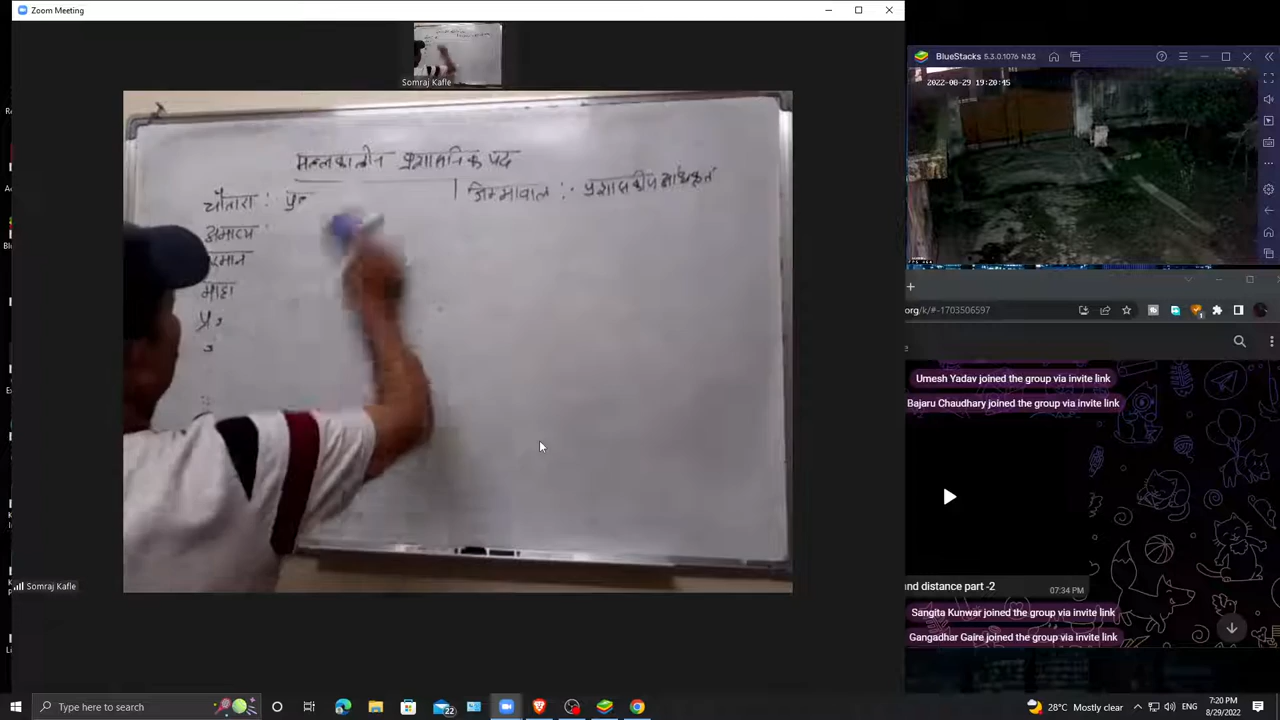 Zoom Meeting
Somraj Kafle
मल्लकालीन प्रशासनिक पद
चौतारा : प्र
अमात्य :
माहा
जिम्मावाल :
Somraj Kafle
BlueStacks 5.3.0.1076 N32
2022-08-29 19:20:45
org/k/#-1703506597
Umesh Yadav joined the group via invite link
Bajaru Chaudhary joined the group via invite link
nd distance part -2
07:34 PM
Sangita Kunwar joined the group via invite link
Gangadhar Gaire joined the group via invite link
Type here to search
22
28°C Mostly clear
ENG
7:20 PM
8/29/2022